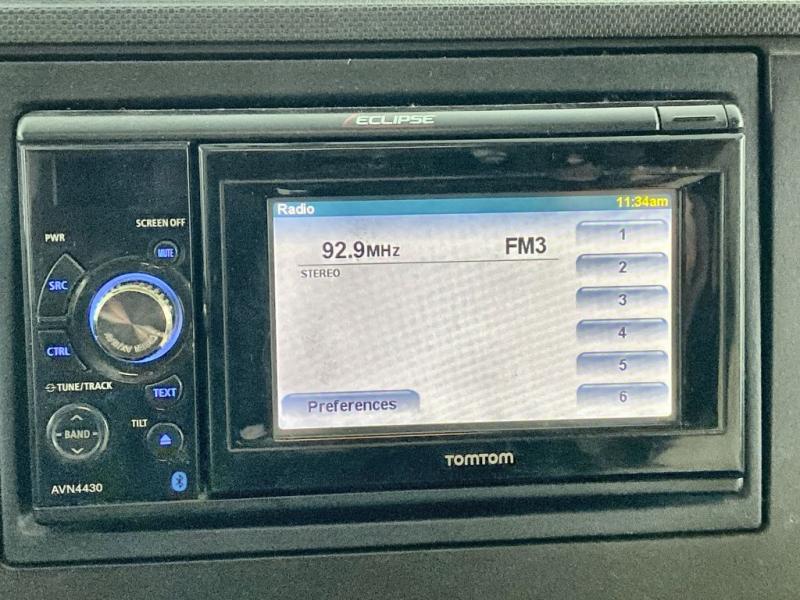 ECLIPSE
SCREEN OFF
PWR
MUTE
SRC
CTRL
TUNE/TRACK
TEXT
TILT
BAND
AVN4430
Radio
11:34am
92.9MHz
FM3
STEREO
1
2
3
4
5
6
Preferences
TOMTOM